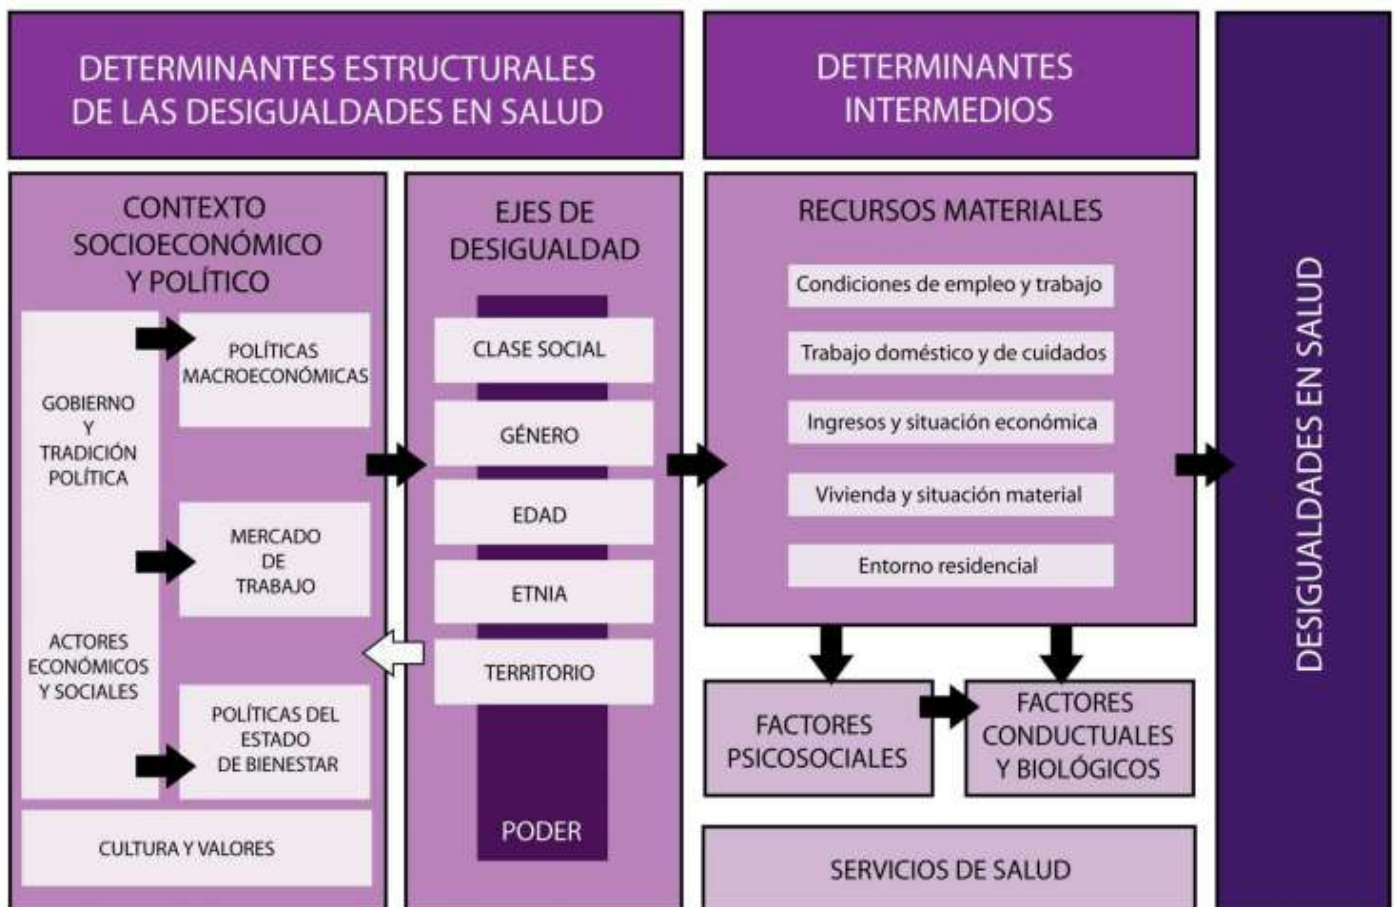 DETERMINANTES ESTRUCTURALES
DE LAS DESIGUALDADES EN SALUD
DETERMINANTES
INTERMEDIOS
CONTEXTO
SOCIOECONÓMICO
Y POLÍTICO
GOBIERNO
Y
TRADICIÓN
POLÍTICA
ACTORES
ECONÓMICOS
Y SOCIALES
POLÍTICAS
MACROECONÓMICAS
MERCADO
DE
TRABAJO
POLÍTICAS DEL
ESTADO
DE BIENESTAR
CULTURA Y VALORES
EJES DE
DESIGUALDAD
CLASE SOCIAL
GÉNERO
EDAD
ETNIA
TERRITORIO
PODER
RECURSOS MATERIALES
Condiciones de empleo y trabajo
Trabajo doméstico y de cuidados
Ingresos y situación económica
Vivienda y situación material
Entorno residencial
FACTORES
PSICOSOCIALES
FACTORES
CONDUCTUALES
Y BIOLÓGICOS
SERVICIOS DE SALUD
DESIGUALDADES EN SALUD